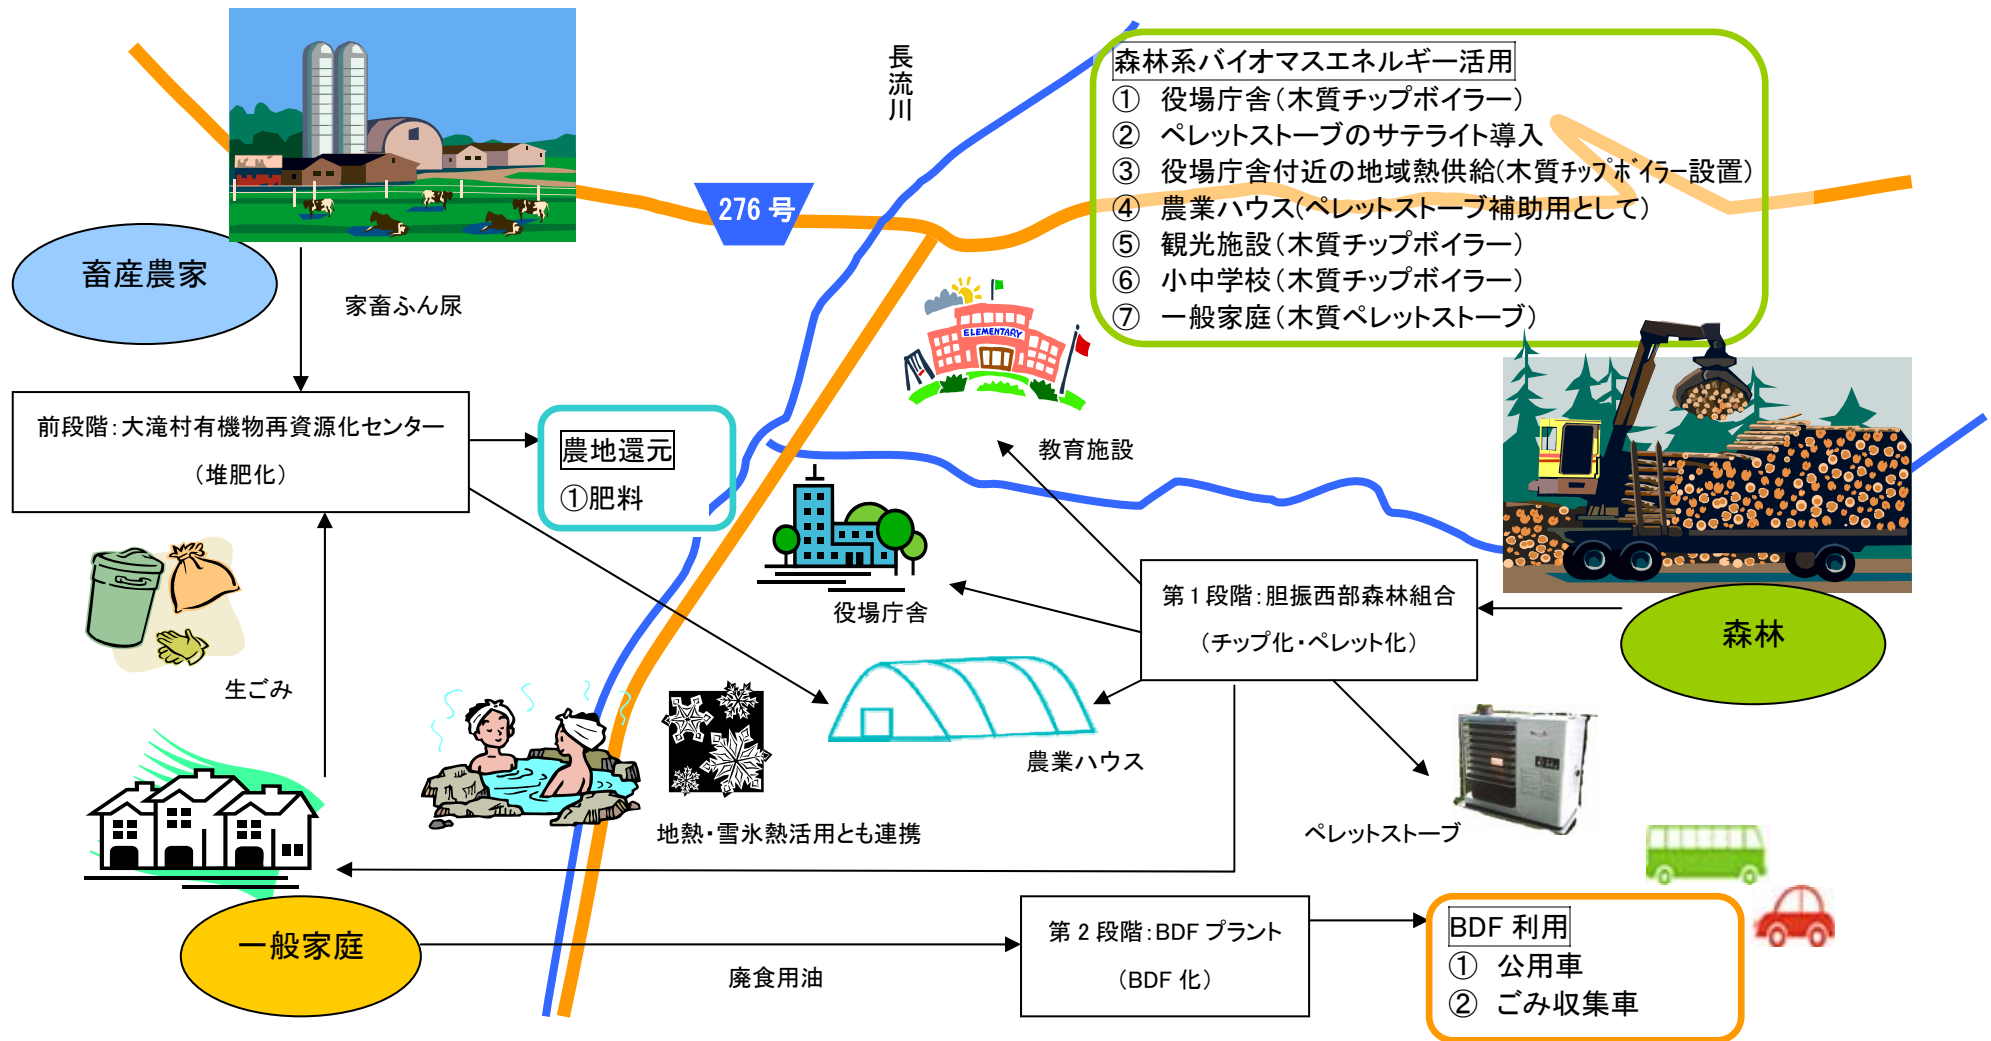 長流川
森林系バイオマスエネルギー活用
① 役場庁舎（木質チップボイラー）
② ペレットストーブのサテライト導入
③ 役場庁舎付近の地域熱供給(木質ﾁｯﾌﾟﾎﾞｲﾗｰ設置)
④ 農業ハウス(ペレットストーブ補助用として)
⑤ 観光施設（木質チップボイラー）
⑥ 小中学校（木質チップボイラー）
⑦ 一般家庭（木質ペレットストーブ）
276 号
畜産農家
家畜ふん尿
ELEMENTARY
前段階：大滝村有機物再資源化センター
（堆肥化）
農地還元
①肥料
教育施設
役場庁舎
第１段階：胆振西部森林組合
（チップ化・ペレット化）
森林
生ごみ
農業ハウス
地熱・雪氷熱活用とも連携
ペレットストーブ
一般家庭
廃食用油
第２段階：BDF プラント
（BDF 化）
BDF 利用
① 公用車
② ごみ収集車